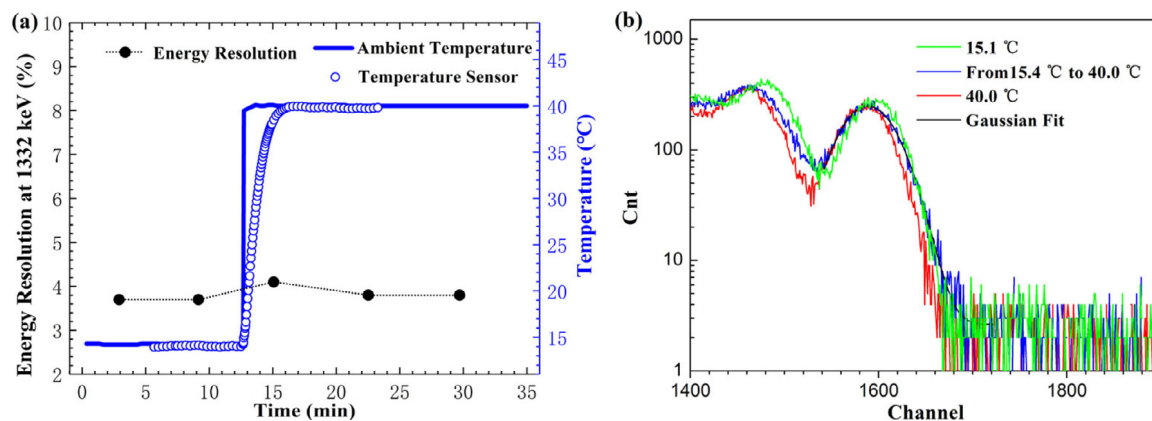 (a)
Energy Resolution
Ambient Temperature
Temperature Sensor
Energy Resolution at 1332 keV (%)
10
9
8
7
6
5
4
3
2
0 5 10 15 20 25 30 35
Time (min)
45
40
35
30
25
20
15
Temperature (℃)
(b)
15.1 ℃
From15.4 ℃ to 40.0 ℃
40.0 ℃
Gaussian Fit
Cnt
1000
100
10
1
1400 1600 1800
Channel